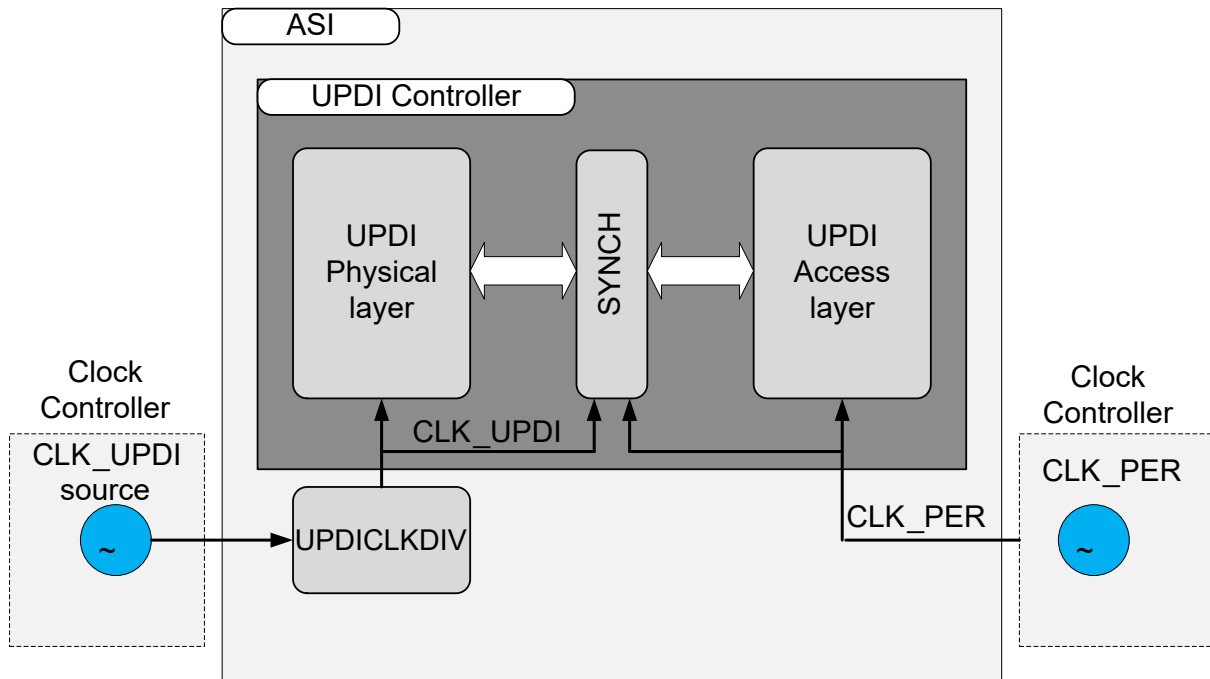 ASI
UPDI Controller
UPDI
Physical
layer
SYNCH
UPDI
Access
layer
Clock
Controller
CLK_UPDI
source
~
CLK_UPDI
UPDICLKDIV
CLK_PER
Clock
Controller
CLK_PER
~